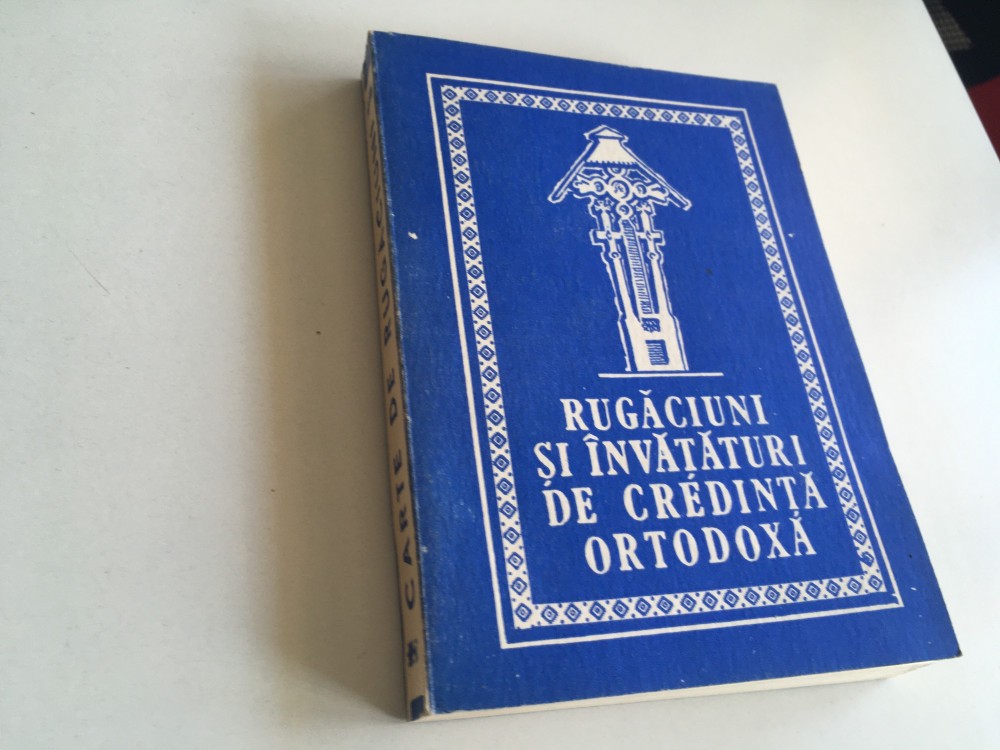 RUGĂCIUNI
ȘI ÎNVĂȚĂTURI
DE CREDINȚĂ
ORTODOXĂ
CARTE DE RUGĂCIUNI